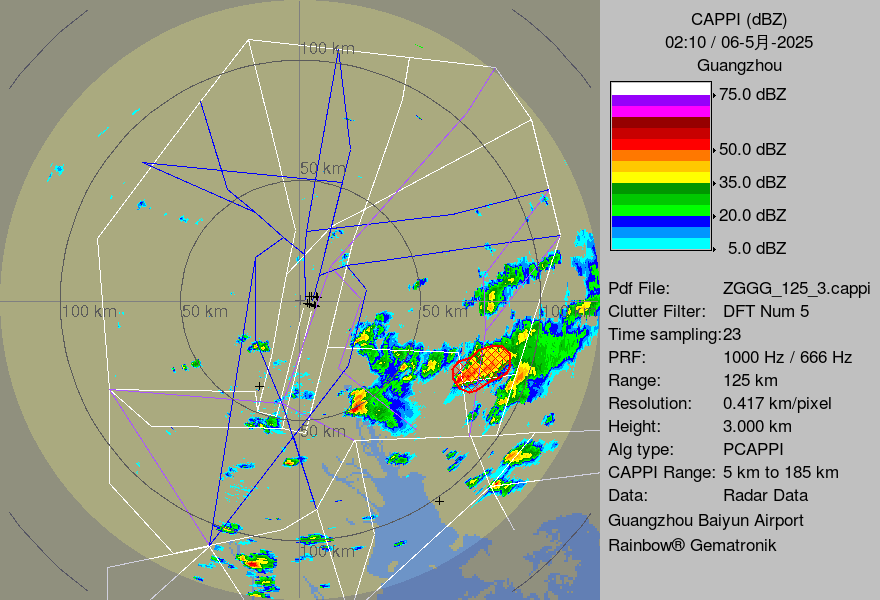 CAPPI (dBZ)
02:10 / 06-5月-2025
Guangzhou
75.0 dBZ
50.0 dBZ
35.0 dBZ
20.0 dBZ
5.0 dBZ
Pdf File: ZGGG_125_3.cappi
Clutter Filter: DFT Num 5
Time sampling:23
PRF: 1000 Hz / 666 Hz
Range: 125 km
Resolution: 0.417 km/pixel
Height: 3.000 km
Alg type: PCAPPI
CAPPI Range: 5 km to 185 km
Data: Radar Data
Guangzhou Baiyun Airport
Rainbow® Gematronik
100 km
50 km
100 km
50 km
50 km
100
50 km
100 km